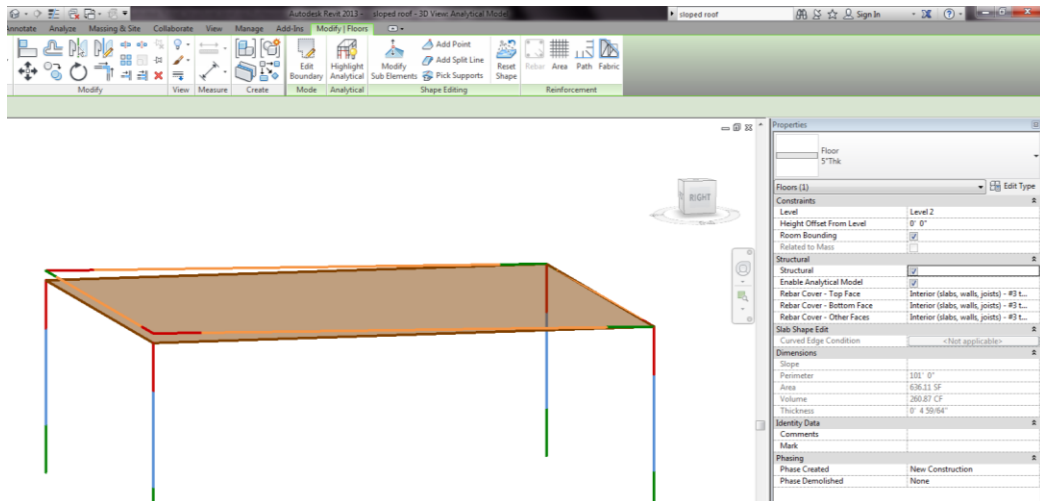 Autodesk Revit 2013 - sloped roof - 3D View: Analytical Model
sloped roof
Sign In
Annotate Analyze Massing & Site Collaborate View Manage Add-Ins Modify | Floors
Edit Boundary
Highlight Analytical
Modify Sub Elements
Add Point
Add Split Line
Pick Supports
Reset Shape
Rebar Area Path Fabric
Modify View Measure Create Mode Analytical Shape Editing Reinforcement
Properties
Floor
5"Thk
Floors (1) Edit Type
Constraints
Level Level 2
Height Offset From Level 0' 0"
Room Bounding
Related to Mass
Structural
Structural
Enable Analytical Model
Rebar Cover - Top Face Interior (slabs, walls, joists) - #3 t...
Rebar Cover - Bottom Face Interior (slabs, walls, joists) - #3 t...
Rebar Cover - Other Faces Interior (slabs, walls, joists) - #3 t...
Slab Shape Edit
Curved Edge Condition <Not applicable>
Dimensions
Slope
Perimeter 101' 0"
Area 636.11 SF
Volume 260.87 CF
Thickness 0' 4 59/64"
Identity Data
Comments
Mark
Phasing
Phase Created New Construction
Phase Demolished None
RIGHT